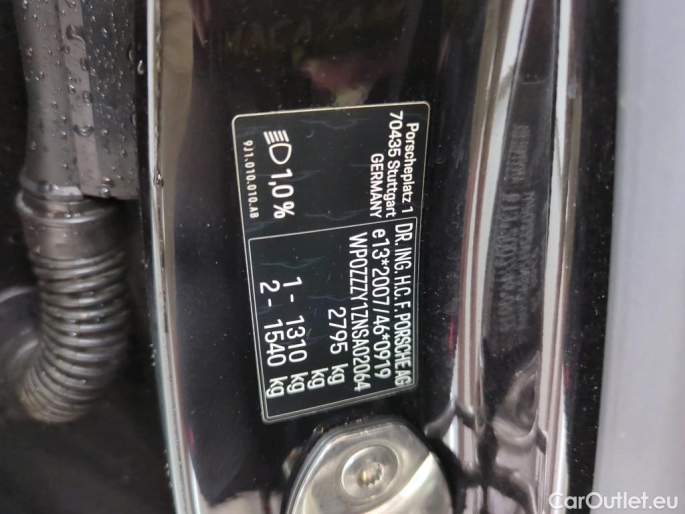 Porscheplatz 1
70435 Stuttgart
GERMANY
1,0%
9J1.010.010.AB
DR. ING. H.C. F. PORSCHE AG
e13*2007/46*0919
WP0ZZZY1ZNSA02064
2795 kg
kg
1 - 1310 kg
2 - 1540 kg
CarOutlet.eu